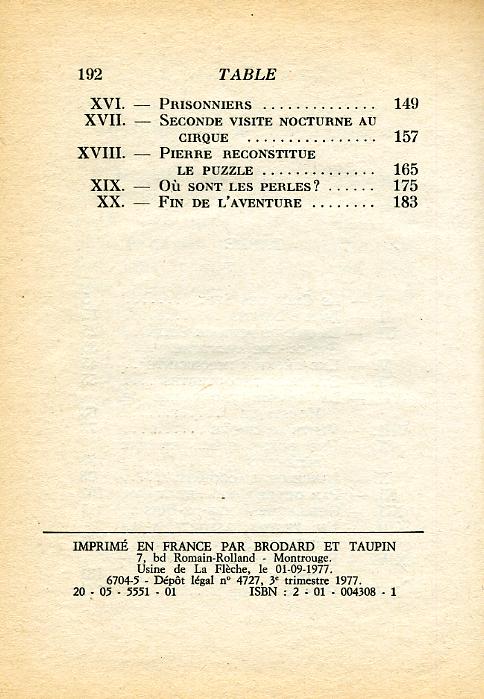 192 TABLE
XVI. — PRISONNIERS .............. 149
XVII. — SECONDE VISITE NOCTURNE AU
CIRQUE ................ 157
XVIII. — PIERRE RECONSTITUE
LE PUZZLE .............. 165
XIX. — OÙ SONT LES PERLES? ...... 175
XX. — FIN DE L'AVENTURE ........ 183
IMPRIMÉ EN FRANCE PAR BRODARD ET TAUPIN
7, bd Romain-Rolland - Montrouge.
Usine de La Flèche, le 01-09-1977.
6704-5 - Dépôt légal n° 4727, 3e trimestre 1977.
20 - 05 - 5551 - 01 ISBN : 2 - 01 - 004308 - 1